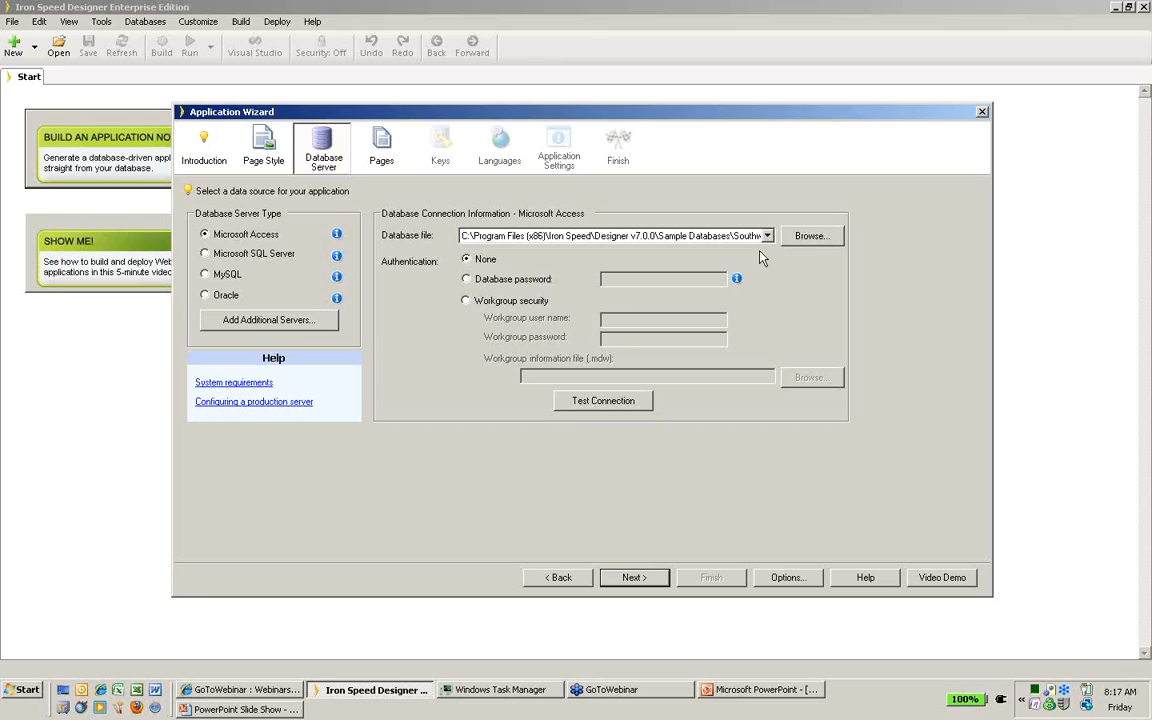 Iron Speed Designer Enterprise Edition
File Edit View Tools Databases Customize Build Deploy Help
New Open Save Refresh Build Run Visual Studio Security: Off Undo Redo Back Forward
Start
Application Wizard
BUILD AN APPLICATION NO
Generate a database-driven appl
straight from your database.
SHOW ME!
See how to build and deploy Web
applications in this 5-minute video
Introduction
Page Style
Database
Server
Pages
Keys
Languages
Application
Settings
Finish
Select a data source for your application
Database Server Type
Microsoft Access
Microsoft SQL Server
MySQL
Oracle
Add Additional Servers...
Help
System requirements
Configuring a production server
Database Connection Information - Microsoft Access
Database file: C:\Program Files (x86)\Iron Speed\Designer v7.0.0\Sample Databases\Southw Browse...
Authentication: None
Database password:
Workgroup security
Workgroup user name:
Workgroup password:
Workgroup information file (.mdw):
Browse...
Test Connection
< Back Next > Finish Options... Help Video Demo
Start GoToWebinar : Webinars... Iron Speed Designer ... Windows Task Manager GoToWebinar Microsoft PowerPoint - [... 100% « 8:17 AM
PowerPoint Slide Show - ... Friday